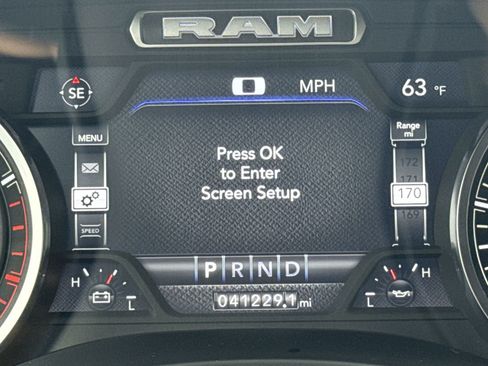 RAM
SE
0 MPH
63 °F
MENU
Range
mi
Press OK
to Enter
Screen Setup
172
171
170
169
SPEED
P R N D
H
L
H
L
041229.1 mi